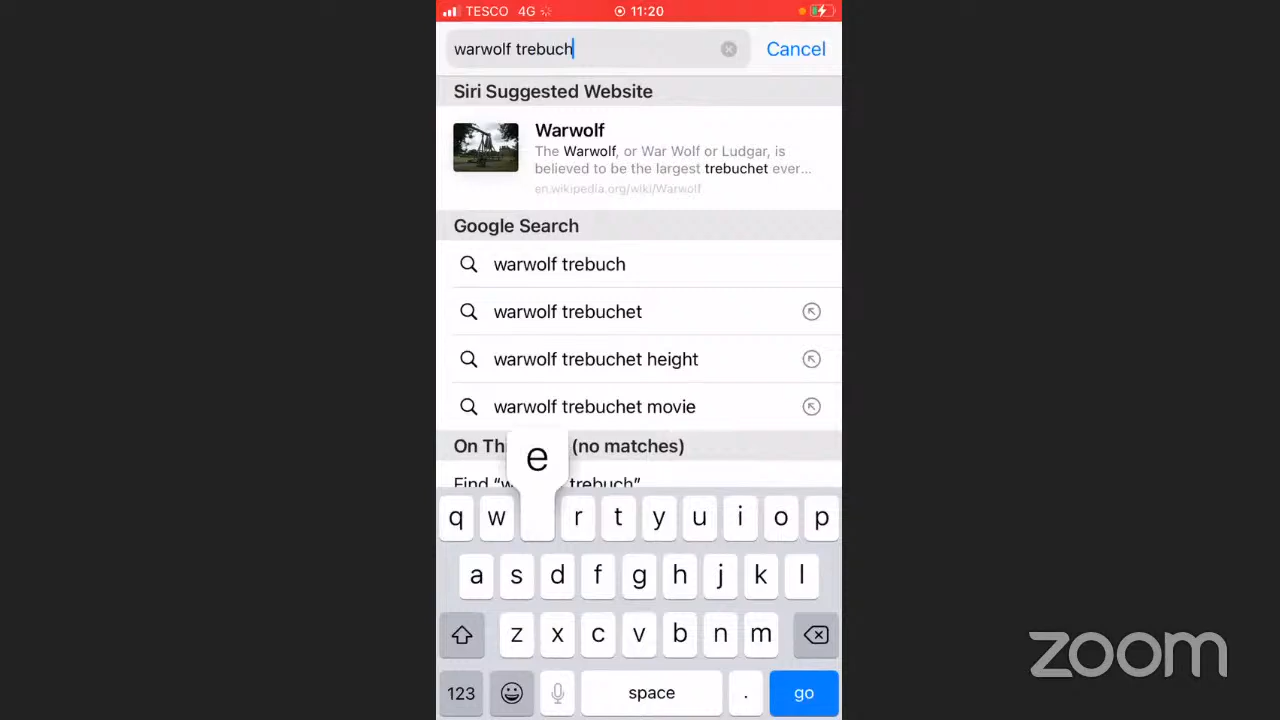 TESCO 4G 11:20
warwolf trebuch Cancel
Siri Suggested Website
Warwolf
The Warwolf, or War Wolf or Ludgar, is
believed to be the largest trebuchet ever...
en.wikipedia.org/wiki/Warwolf
Google Search
warwolf trebuch
warwolf trebuchet
warwolf trebuchet height
warwolf trebuchet movie
On Th (no matches)
Find “w trebuch”
e
q w r t y u i o p
a s d f g h j k l
z x c v b n m
123 space . go
zoom